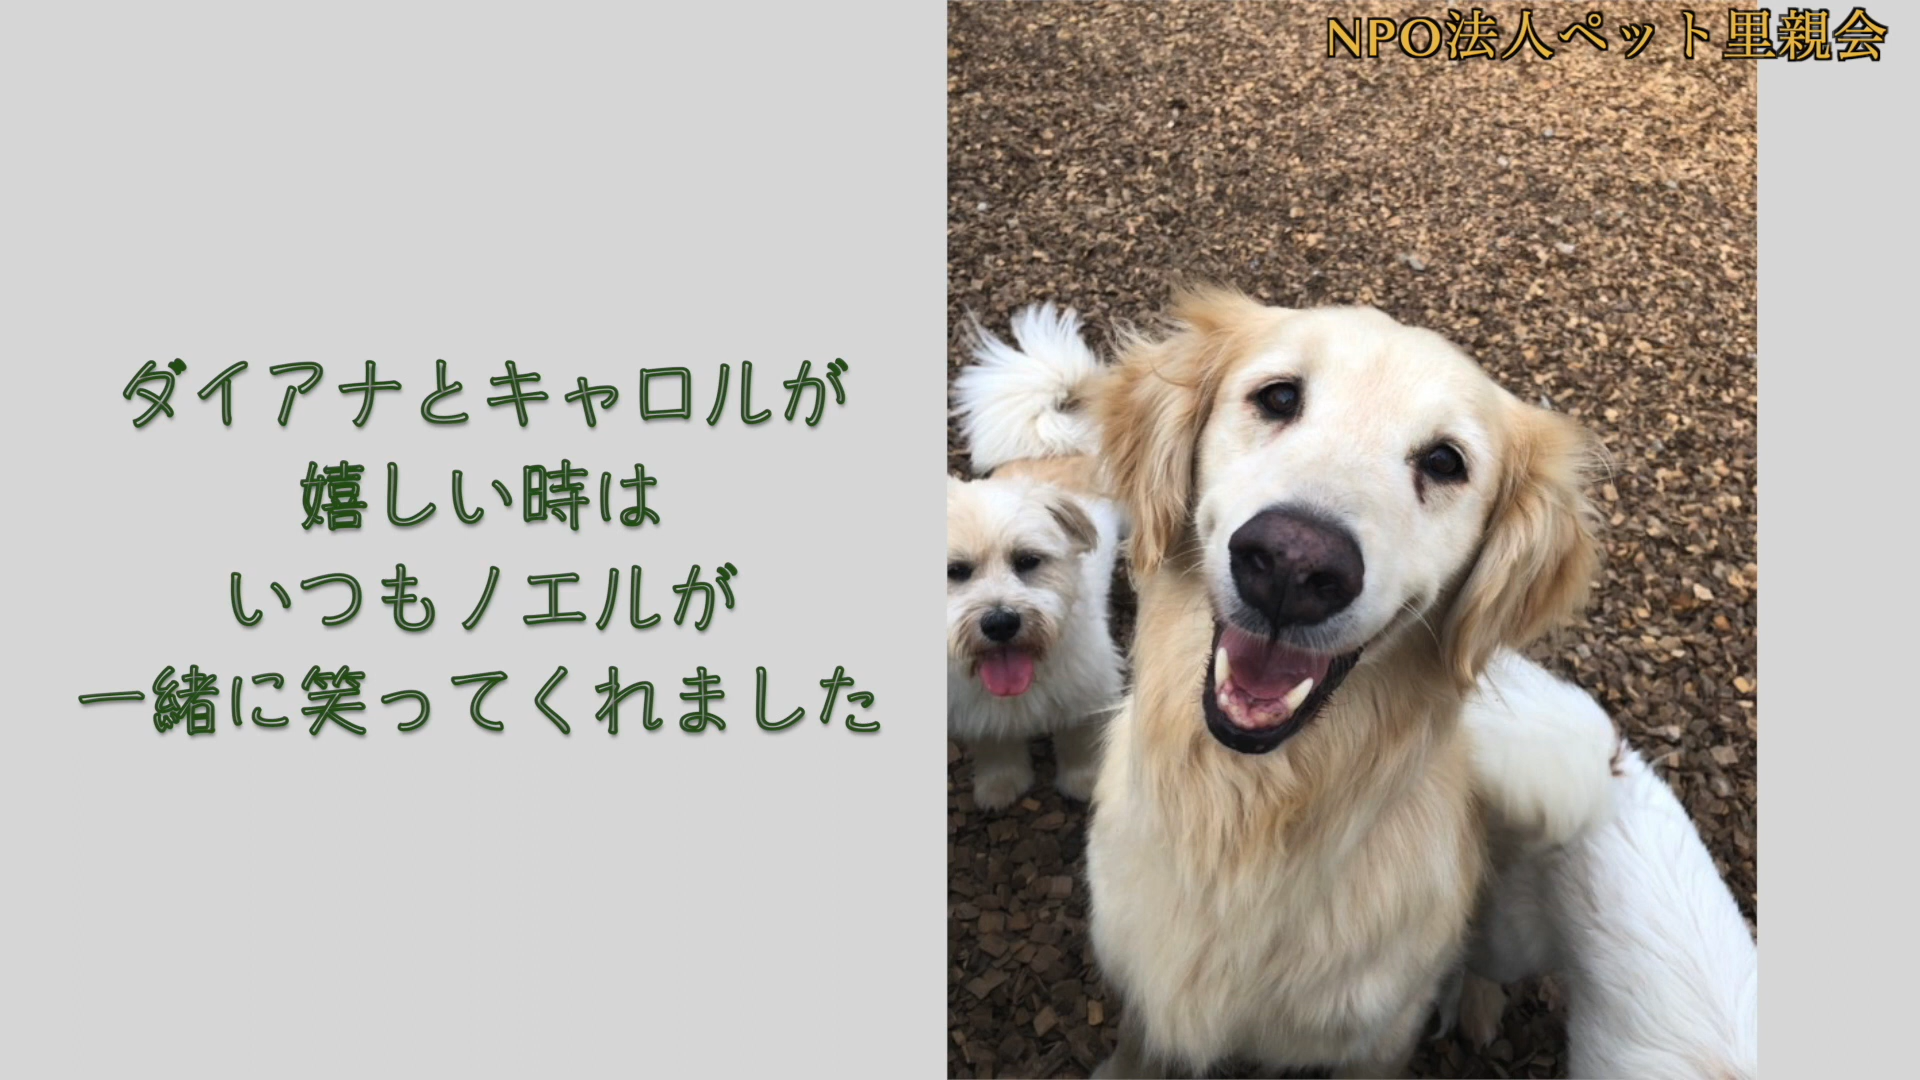 NPO法人ペット里親会
ダイアナとキャロルが
嬉しい時は
いつもノエルが
一緒に笑ってくれました